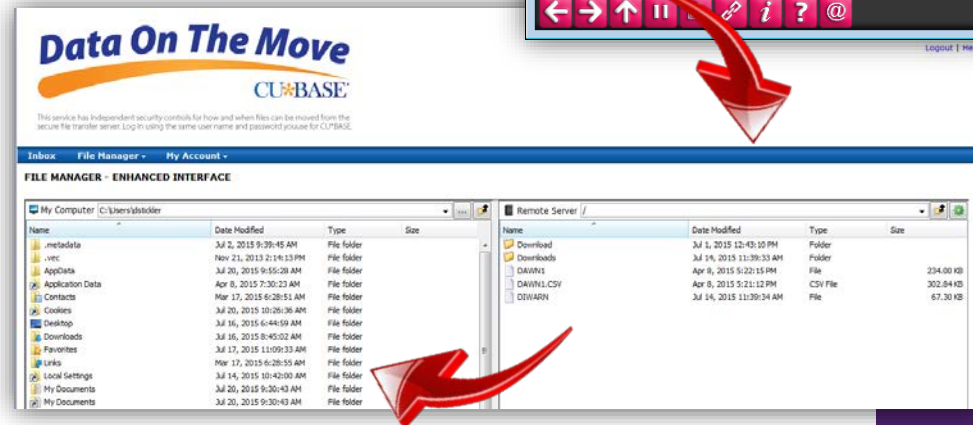 ? @
Logout | He
Data On The Move
CU*BASE
This service has independent security controls for how and when files can be moved from the
secure file transfer server. Log in using the same user name and password youuse for CU*BASE.
Inbox File Manager My Account
FILE MANAGER - ENHANCED INTERFACE
My Computer C:\Users\dstickler ... Remote Server /
Name Date Modified Type Size Name Date Modified Type Size
.metadata Jul 2, 2015 9:39:45 AM File folder Download Jul 1, 2015 12:43:10 PM Folder
.vec Nov 21, 2013 2:14:13 PM File folder Downloads Jul 14, 2015 11:39:33 AM Folder
AppData Jul 20, 2015 9:55:28 AM File folder DAWN1 Apr 8, 2015 5:22:15 PM File 234.00 KB
Application Data Apr 8, 2015 7:30:23 AM File folder DAWN1.CSV Apr 8, 2015 5:21:12 PM CSV File 302.84 KB
Contacts Mar 17, 2015 6:28:51 AM File folder DIWARN Jul 14, 2015 11:39:34 AM File 67.30 KB
Cookies Jul 20, 2015 10:26:36 AM File folder
Desktop Jul 16, 2015 6:44:59 AM File folder
Downloads Jul 16, 2015 8:45:02 AM File folder
Favorites Jul 17, 2015 11:09:33 AM File folder
Links Mar 17, 2015 6:28:55 AM File folder
Local Settings Jul 14, 2015 10:42:00 AM File folder
My Documents Jul 20, 2015 9:30:43 AM File folder
My Documents Jul 20, 2015 9:30:43 AM File folder